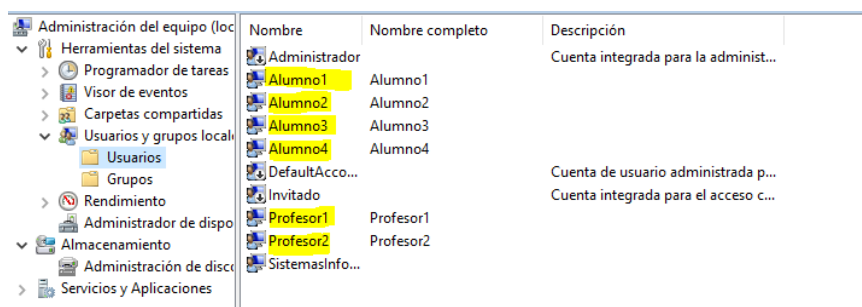 Administración del equipo (loc
Herramientas del sistema
Programador de tareas
Visor de eventos
Carpetas compartidas
Usuarios y grupos locale
Usuarios
Grupos
Rendimiento
Administrador de dispo
Almacenamiento
Administración de disco
Servicios y Aplicaciones
Nombre Nombre completo Descripción
Administrador Cuenta integrada para la administ...
Alumno1 Alumno1
Alumno2 Alumno2
Alumno3 Alumno3
Alumno4 Alumno4
DefaultAcco... Cuenta de usuario administrada p...
Invitado Cuenta integrada para el acceso c...
Profesor1 Profesor1
Profesor2 Profesor2
SistemasInfo...